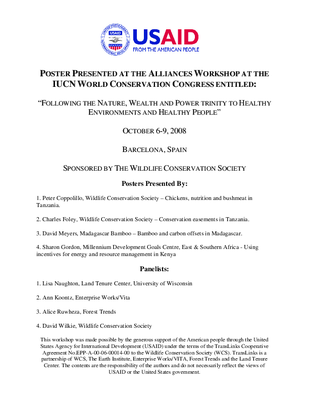 USAID
FROM THE AMERICAN PEOPLE
POSTER PRESENTED AT THE ALLIANCES WORKSHOP AT THE
IUCN WORLD CONSERVATION CONGRESS ENTITLED:
“FOLLOWING THE NATURE, WEALTH AND POWER TRINITY TO HEALTHY
ENVIRONMENTS AND HEALTHY PEOPLE”
OCTOBER 6-9, 2008
BARCELONA, SPAIN
SPONSORED BY THE WILDLIFE CONSERVATION SOCIETY
Posters Presented By:
1. Peter Coppolillo, Wildlife Conservation Society – Chickens, nutrition and bushmeat in
Tanzania.
2. Charles Foley, Wildlife Conservation Society – Conservation easements in Tanzania.
3. David Meyers, Madagascar Bamboo – Bamboo and carbon offsets in Madagascar.
4. Sharon Gordon, Millennium Development Goals Centre, East & Southern Africa - Using
incentives for energy and resource management in Kenya
Panelists:
1. Lisa Naughton, Land Tenure Center, University of Wisconsin
2. Ann Koontz, Enterprise Works/Vita
3. Alice Ruwheza, Forest Trends
4. David Wilkie, Wildlife Conservation Society
This workshop was made possible by the generous support of the American people through the United
States Agency for International Development (USAID) under the terms of the TransLinks Cooperative
Agreement No.EPP-A-00-06-00014-00 to the Wildlife Conservation Society (WCS). TransLinks is a
partnership of WCS, The Earth Institute, Enterprise Works/VITA, Forest Trends and the Land Tenure
Center. The contents are the responsibility of the authors and do not necessarily reflect the views of
USAID or the United States government.